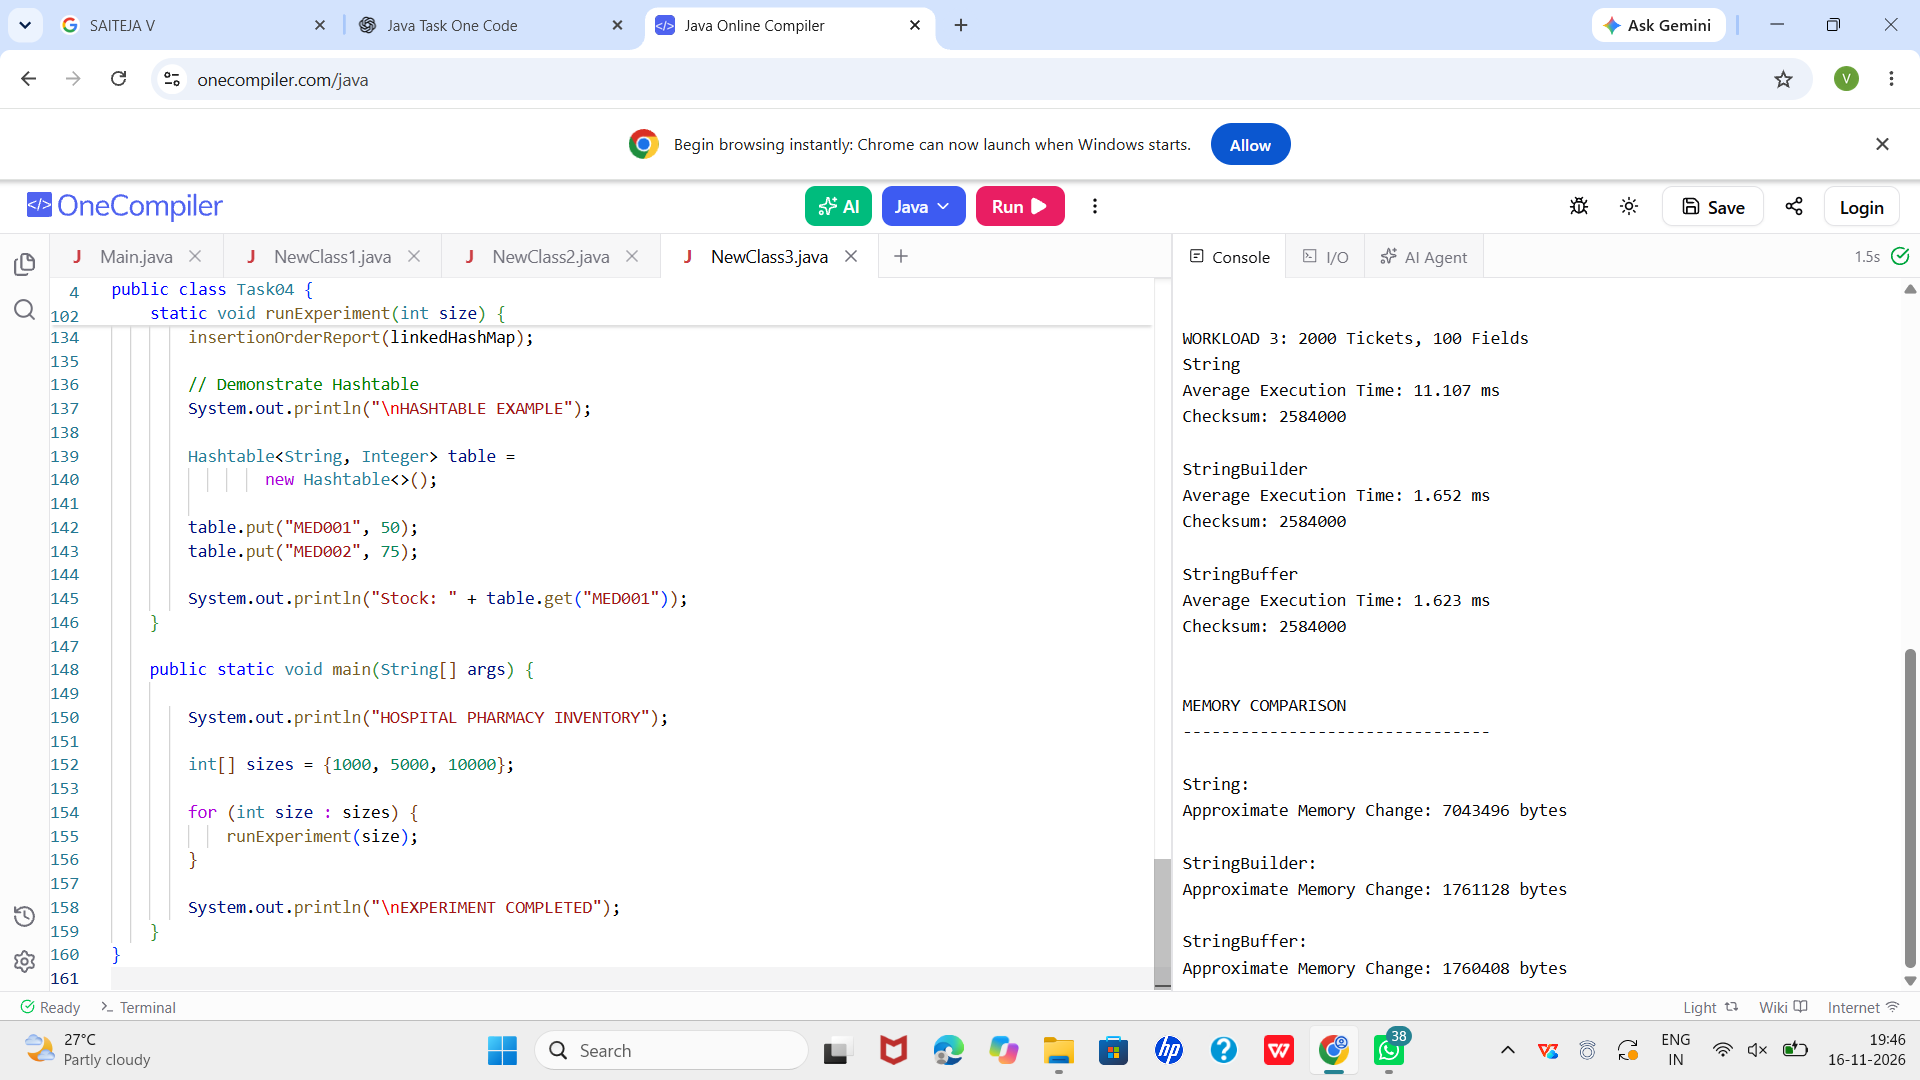 SAITEJA V
Java Task One Code
Java Online Compiler
Ask Gemini
onecompiler.com/java
V
Begin browsing instantly: Chrome can now launch when Windows starts.
Allow
</> OneCompiler
AI
Java
Run
Save
Login
J Main.java
J NewClass1.java
J NewClass2.java
J NewClass3.java
Console
I/O
AI Agent
1.5s
4 public class Task04 {
102 static void runExperiment(int size) {
134 insertionOrderReport(linkedHashMap);
135
136 // Demonstrate Hashtable
137 System.out.println("\nHASHTABLE EXAMPLE");
138
139 Hashtable<String, Integer> table =
140 new Hashtable<>();
141
142 table.put("MED001", 50);
143 table.put("MED002", 75);
144
145 System.out.println("Stock: " + table.get("MED001"));
146 }
147
148 public static void main(String[] args) {
149
150 System.out.println("HOSPITAL PHARMACY INVENTORY");
151
152 int[] sizes = {1000, 5000, 10000};
153
154 for (int size : sizes) {
155 runExperiment(size);
156 }
157
158 System.out.println("\nEXPERIMENT COMPLETED");
159 }
160 }
161
WORKLOAD 3: 2000 Tickets, 100 Fields
String
Average Execution Time: 11.107 ms
Checksum: 2584000
StringBuilder
Average Execution Time: 1.652 ms
Checksum: 2584000
StringBuffer
Average Execution Time: 1.623 ms
Checksum: 2584000
MEMORY COMPARISON
--------------------------------
String:
Approximate Memory Change: 7043496 bytes
StringBuilder:
Approximate Memory Change: 1761128 bytes
StringBuffer:
Approximate Memory Change: 1760408 bytes
Ready
Terminal
Light
Wiki
Internet
27°C
Partly cloudy
Search
hp
?
W
38
ENG
IN
19:46
16-11-2026